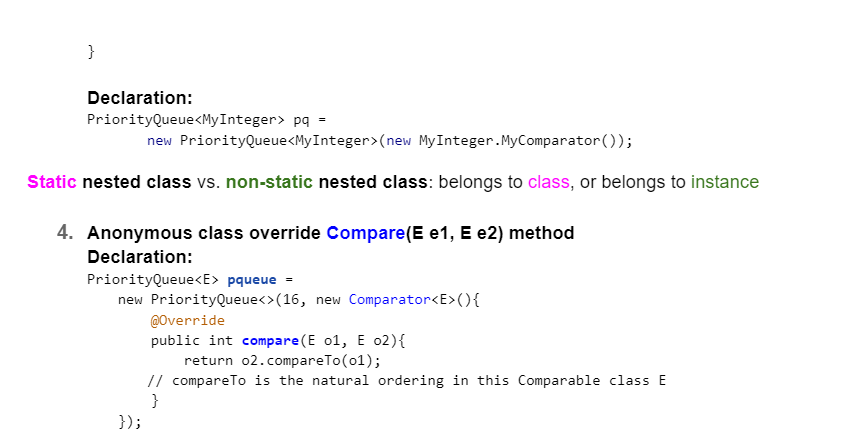 }
Declaration:
PriorityQueue<MyInteger> pq =
new PriorityQueue<MyInteger>(new MyInteger.MyComparator());
Static nested class vs. non-static nested class: belongs to class, or belongs to instance
4. Anonymous class override Compare(E e1, E e2) method
Declaration:
PriorityQueue<E> pqueue =
new PriorityQueue<>(16, new Comparator<E>(){
@Override
public int compare(E o1, E o2){
return o2.compareTo(o1);
// compareTo is the natural ordering in this Comparable class E
}
});